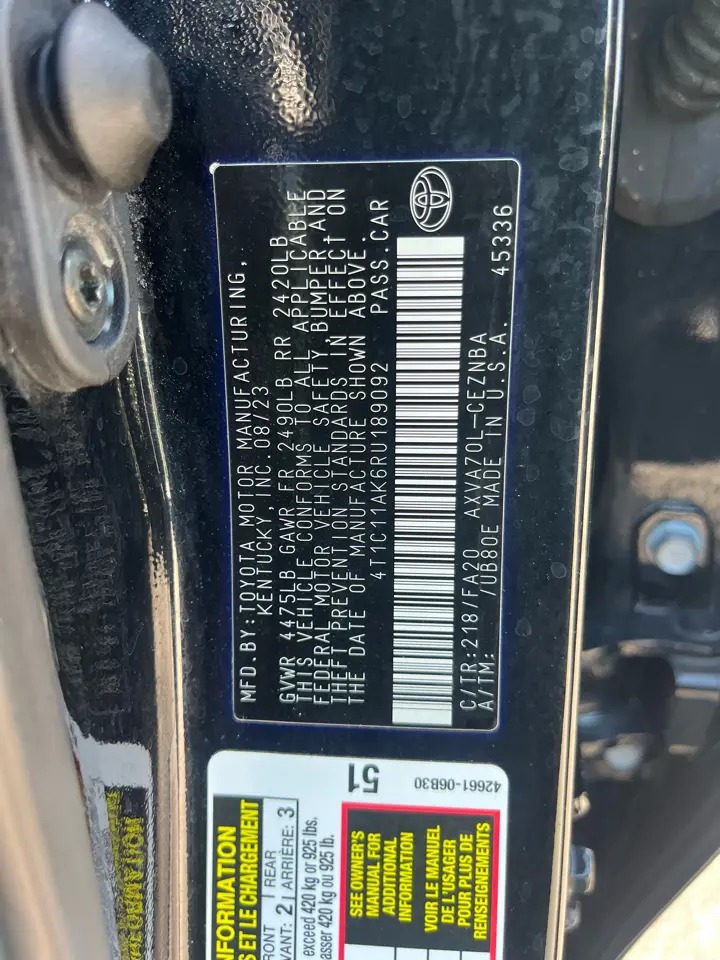 MFD.BY:TOYOTA MOTOR MANUFACTURING,
KENTUCKY, INC. 08/23
GVWR 4475LB GAWR FR 2490LB RR 2420LB
THIS VEHICLE CONFORMS TO ALL APPLICABLE
FEDERAL MOTOR VEHICLE SAFETY, BUMPER AND
THEFT PREVENTION STANDARDS IN EFFECT ON
THE DATE OF MANUFACTURE SHOWN ABOVE.
4T1C11AK6RU189092 PASS.CAR
C/TR:218/FA20 AXVA70L-CEZNBA
A/TM: /UB80E MADE IN U.S.A. 45336
NFORMATION
S ET LE CHARGEMENT
RONT | REAR
VANT: 2 | ARRIÈRE: 3
exceed 420 kg or 925 lbs.
asser 420 kg ou 925 lb.
51
42661-06B30
SEE OWNER'S
MANUAL FOR
ADDITIONAL
INFORMATION
VOIR LE MANUEL
DE L'USAGER
POUR PLUS DE
RENSEIGNEMENTS